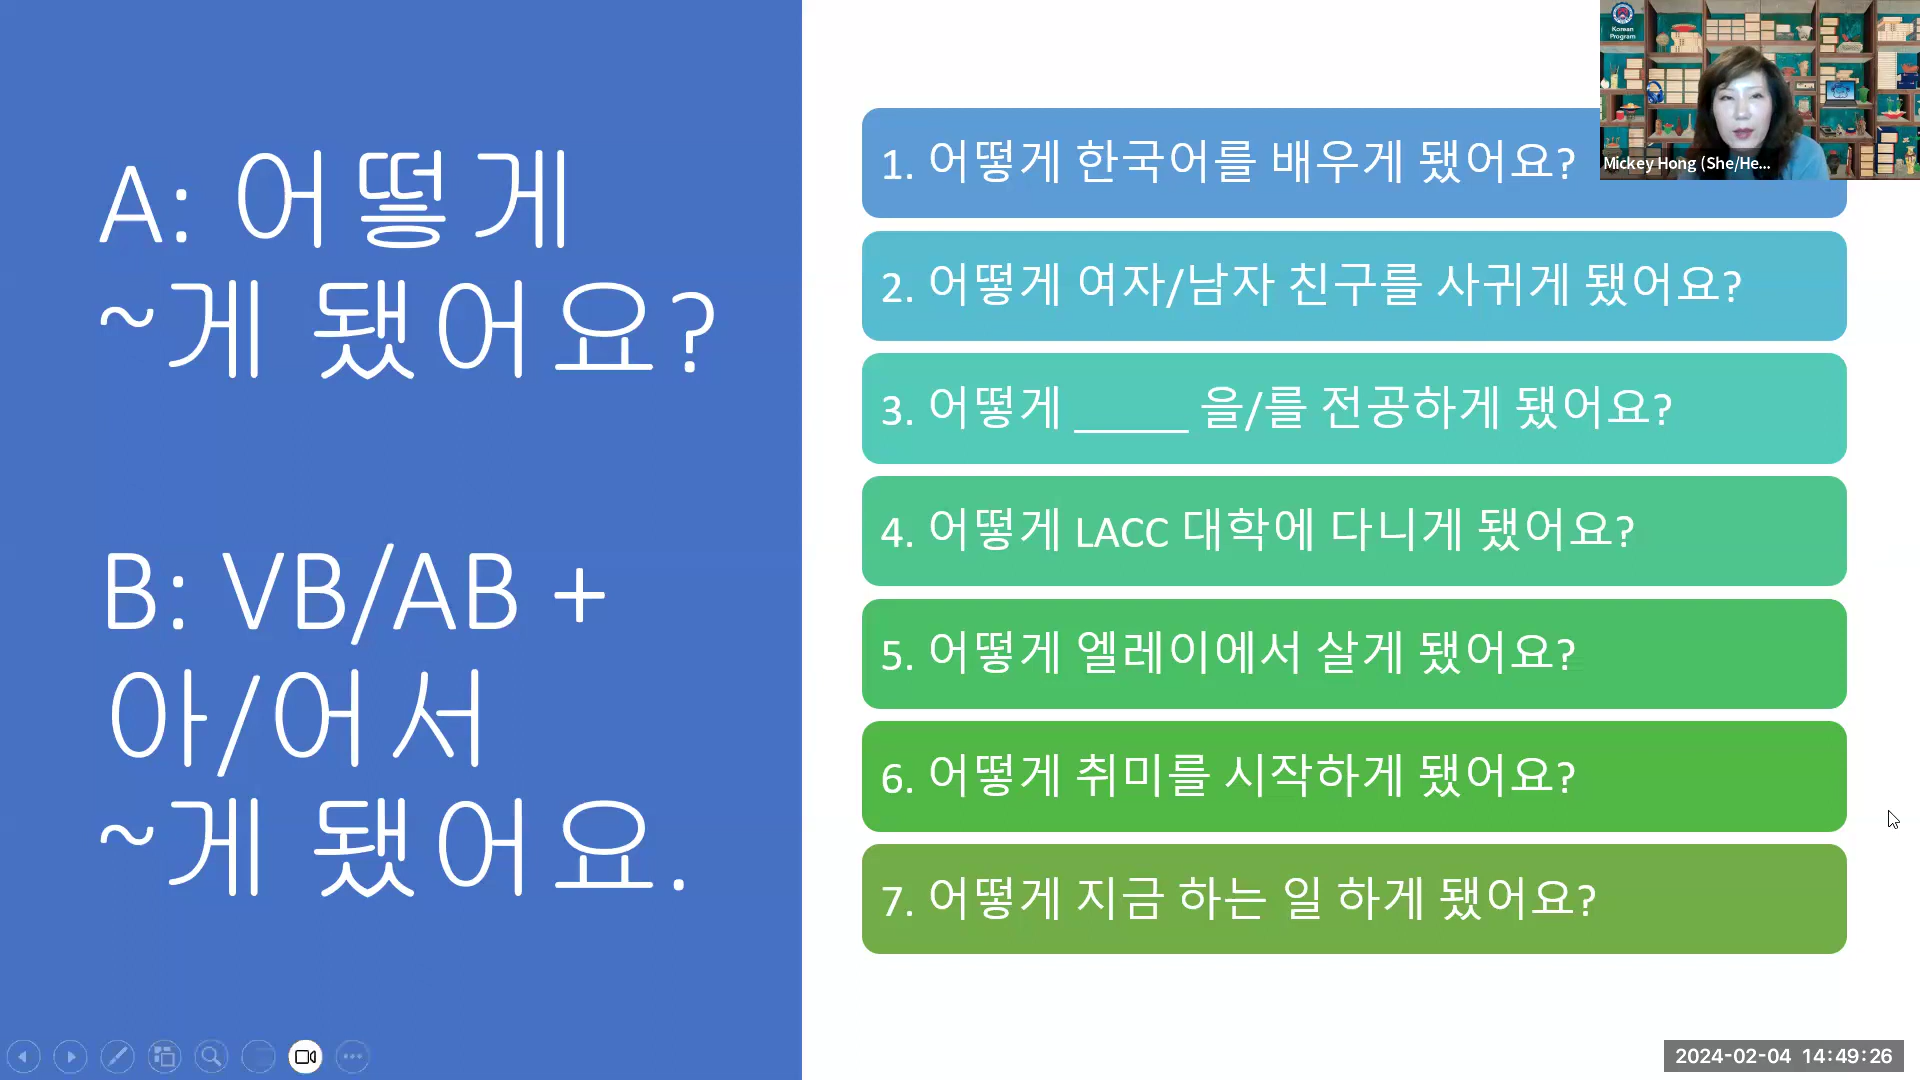 A: 어떻게
~게 됐어요?
B: VB/AB +
아/어서
~게 됐어요.
1. 어떻게 한국어를 배우게 됐어요?
2. 어떻게 여자/남자 친구를 사귀게 됐어요?
3. 어떻게 _____ 을/를 전공하게 됐어요?
4. 어떻게 LACC 대학에 다니게 됐어요?
5. 어떻게 엘레이에서 살게 됐어요?
6. 어떻게 취미를 시작하게 됐어요?
7. 어떻게 지금 하는 일 하게 됐어요?
Korean
Program
Mickey Hong (She/He...
2024-02-04 14:49:26